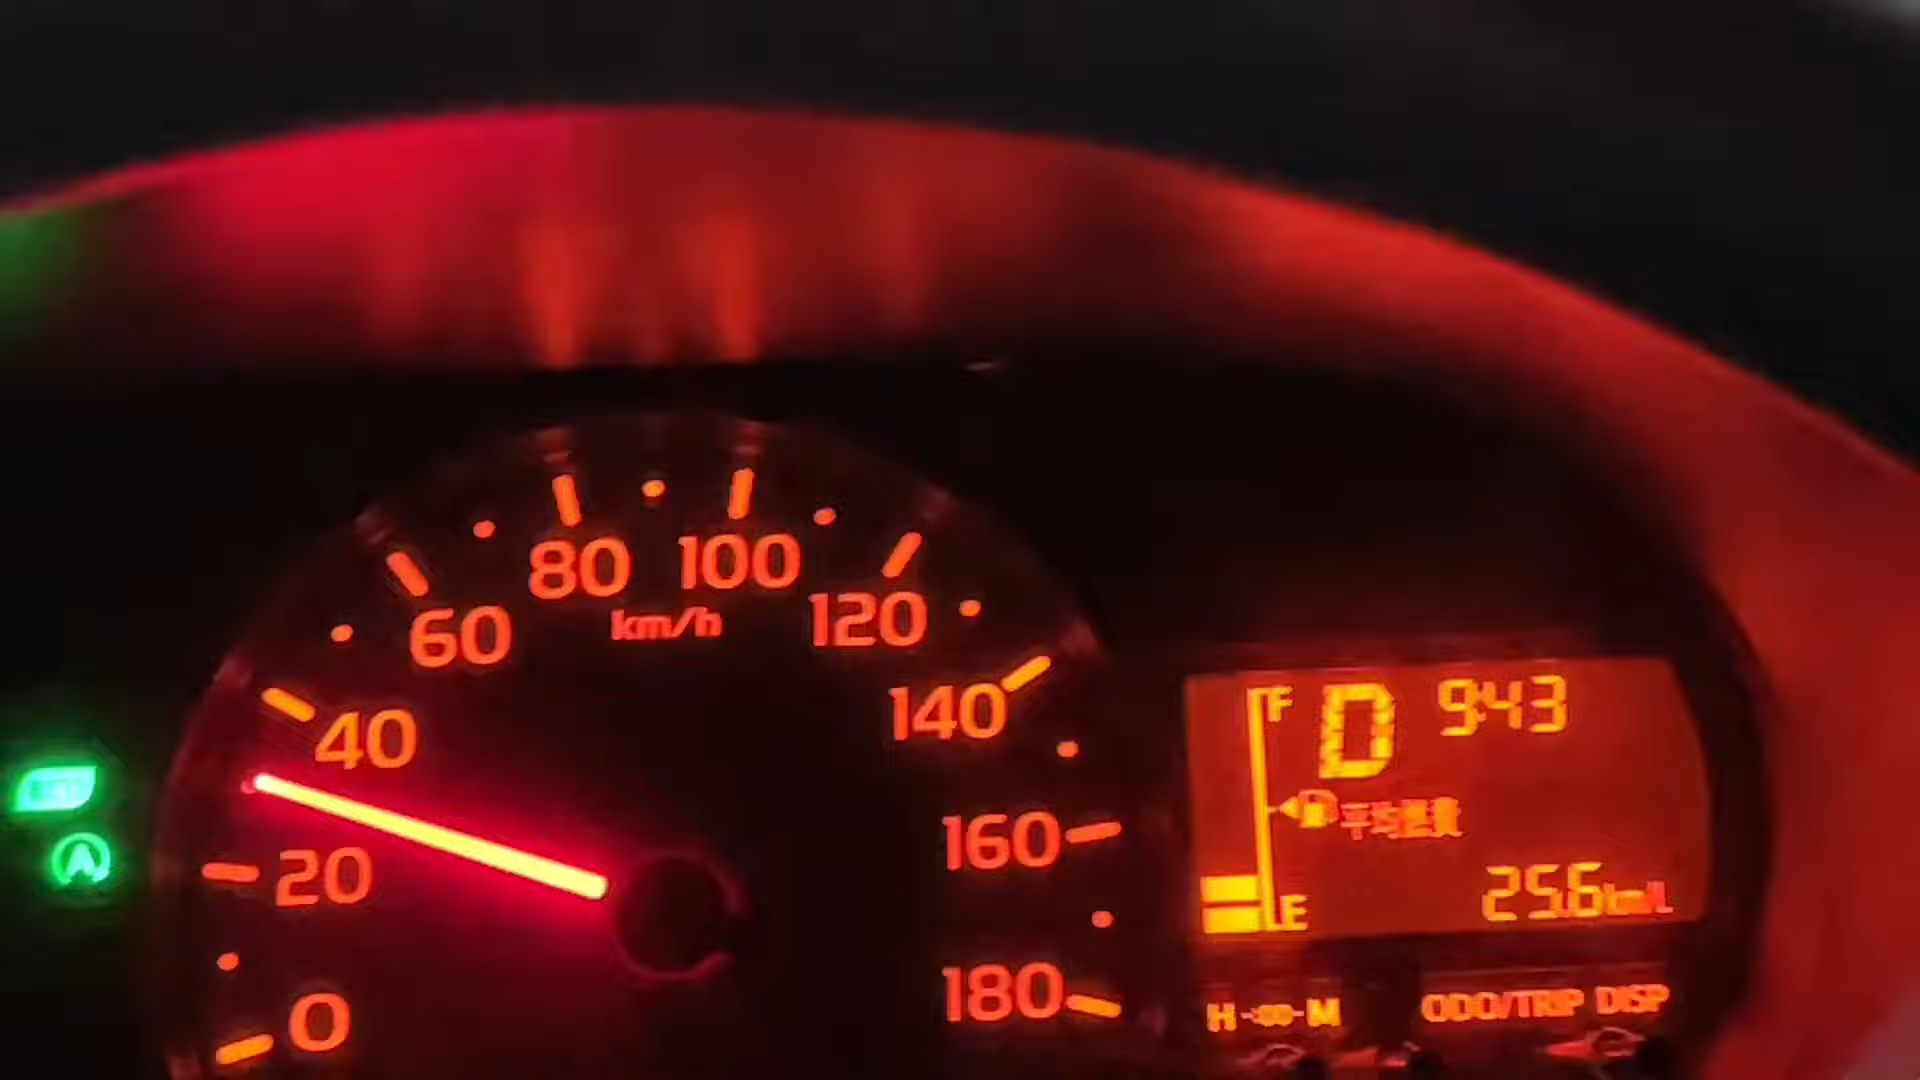 80 100
km/h
60 120
40 140
20 160
0 180
F D 9:43
平均燃費
E 25.6km/L
H M ODO/TRIP DISP
A